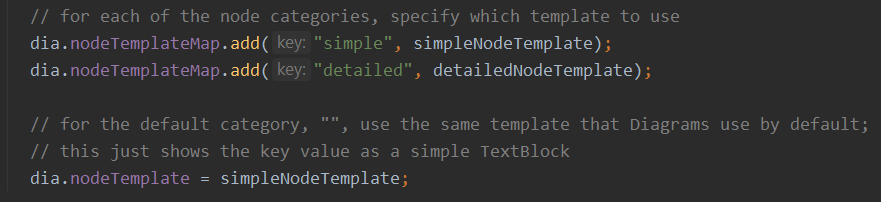 // for each of the node categories, specify which template to use
dia.nodeTemplateMap.add( key: "simple", simpleNodeTemplate);
dia.nodeTemplateMap.add( key: "detailed", detailedNodeTemplate);
// for the default category, "", use the same template that Diagrams use by default;
// this just shows the key value as a simple TextBlock
dia.nodeTemplate = simpleNodeTemplate;